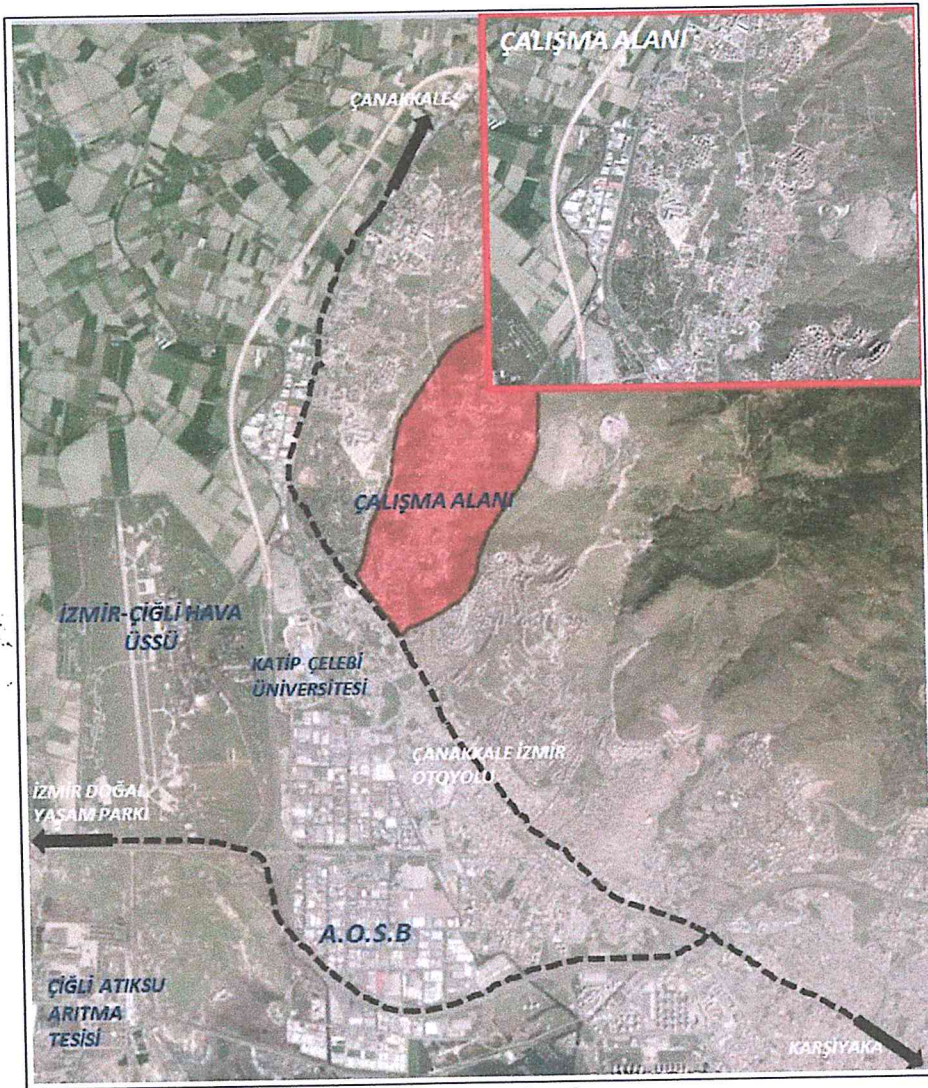 ÇALIŞMA ALANI
ÇANAKKALE
ÇALIŞMA ALANI
İZMİR-ÇİĞLİ HAVA
ÜSSÜ
KATİP ÇELEBİ
ÜNİVERSİTESİ
ÇANAKKALE İZMİR
OTOYOLU
İZMİR DOĞAL
YAŞAM PARKI
A.O.S.B
ÇİĞLİ ATIKSU
ARITMA
TESİSİ
KARŞIYAKA